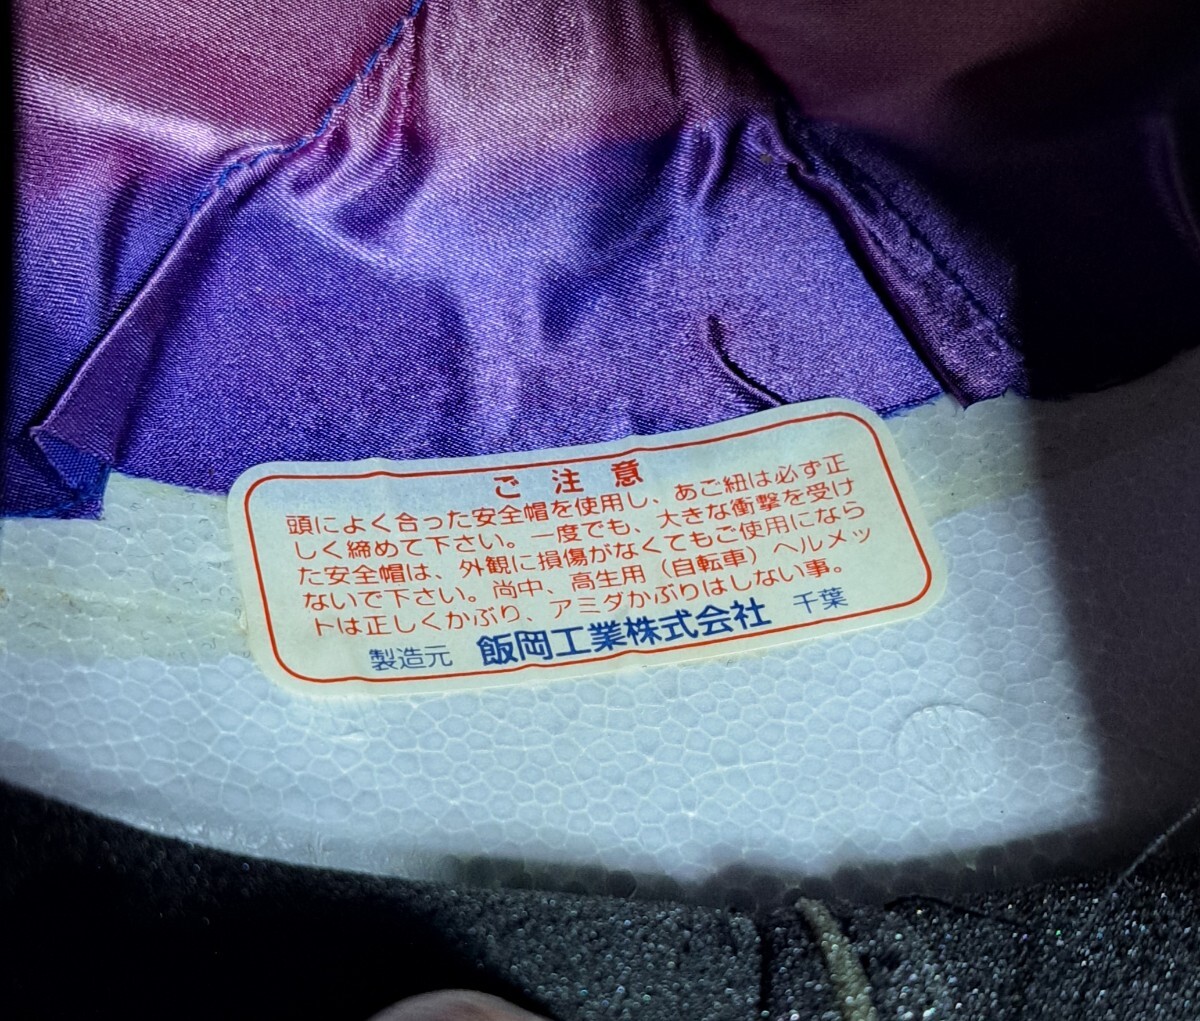 ご注意
頭によく合った安全帽を使用し、あご紐は必ず正
しく締めて下さい。一度でも、大きな衝撃を受け
た安全帽は、外観に損傷がなくてもご使用になら
ないで下さい。尚中、高生用（自転車）ヘルメッ
トは正しくかぶり、アミダかぶりはしない事。
製造元 飯岡工業株式会社 千葉